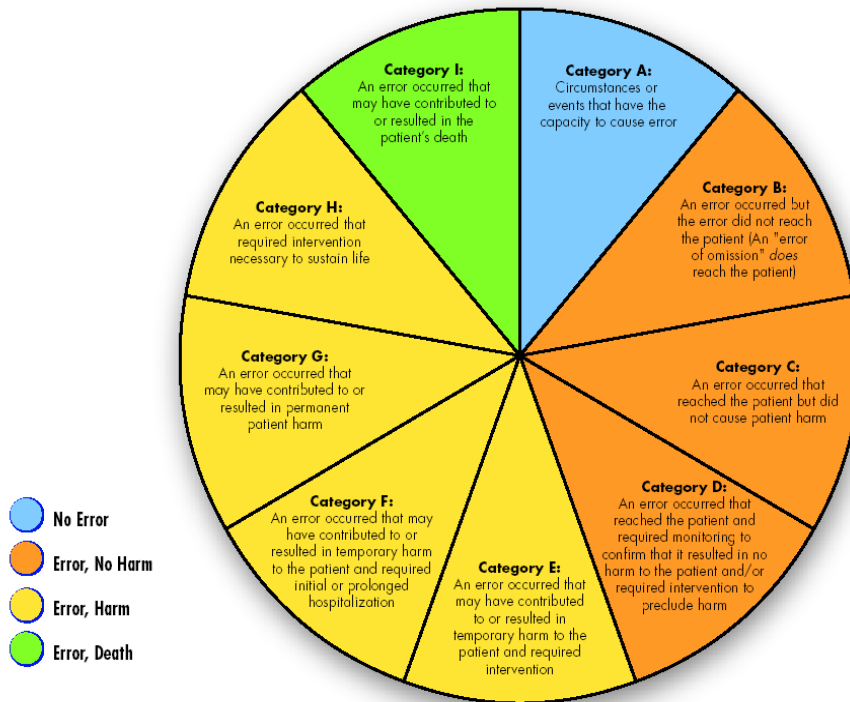 Category I:
An error occurred that
may have contributed to
or resulted in the
patient's death
Category A:
Circumstances or
events that have the
capacity to cause error
Category B:
An error occurred but
the error did not reach
the patient (An "error
of omission" does
reach the patient)
Category C:
An error occurred that
reached the patient but did
not cause patient harm
Category D:
An error occurred that
reached the patient and
required monitoring to
confirm that it resulted in no
harm to the patient and/or
required intervention to
preclude harm
Category E:
An error occurred that
may have contributed
to or resulted in
temporary harm to the
patient and required
intervention
Category F:
An error occurred that may
have contributed to or
resulted in temporary harm
to the patient and required
initial or prolonged
hospitalization
Category G:
An error occurred that
may have contributed to or
resulted in permanent
patient harm
Category H:
An error occurred that
required intervention
necessary to sustain life
No Error
Error, No Harm
Error, Harm
Error, Death